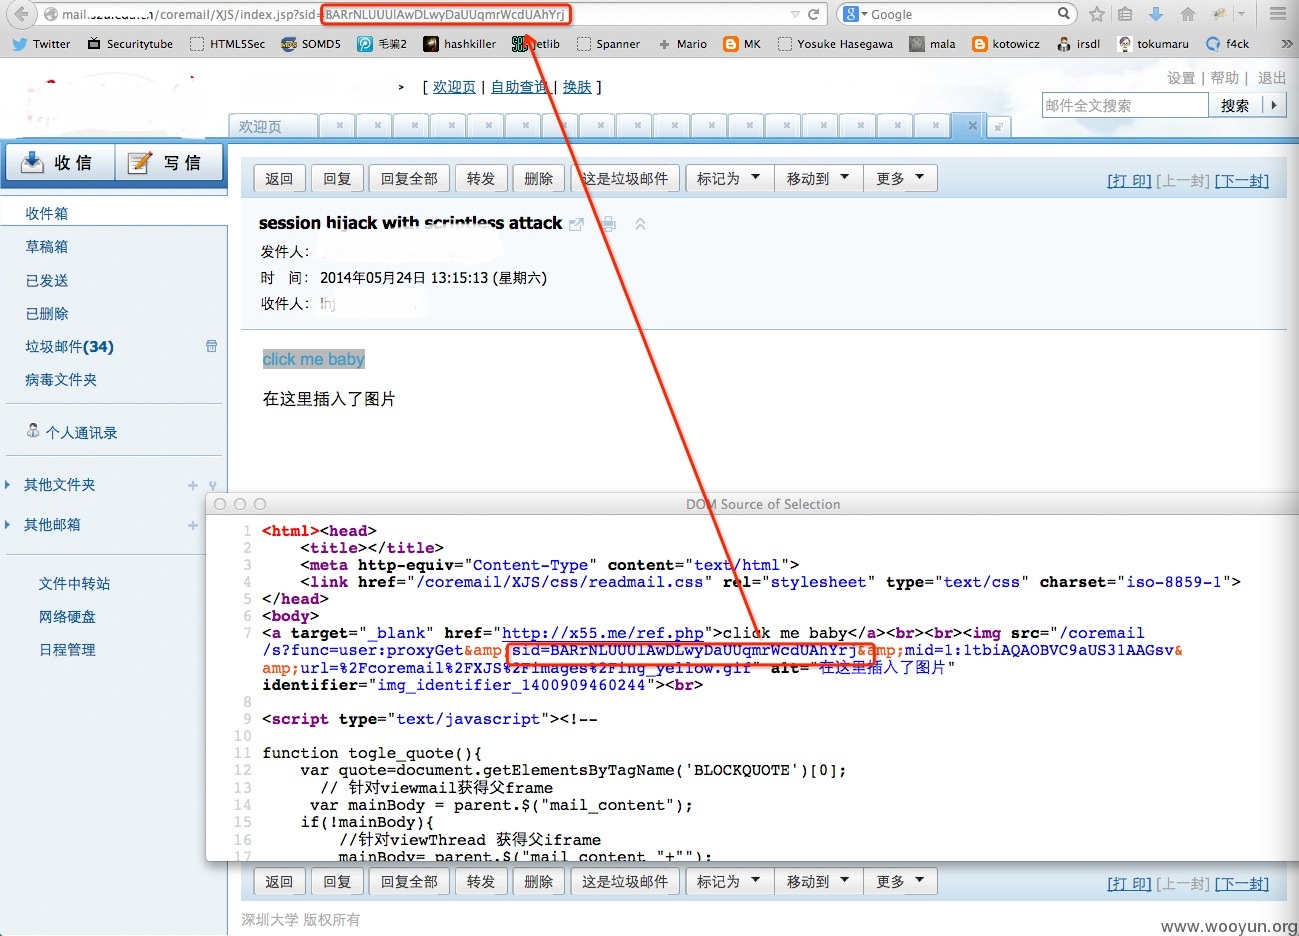 mail.szu.edu.cn/coremail/XJS/index.jsp?sid=BARrNLUUUlAwDLwyDaUUqmrWcdUAhYrj
Google
Twitter Securitytube HTML5Sec SOMD5 毛骗2 hashkiller jetlib Spanner Mario MK Yosuke Hasegawa mala kotowicz irsdl tokumaru f4ck »
> [ 欢迎页 | 自助查询 | 换肤 ]
设置 | 帮助 | 退出
邮件全文搜索 搜索
欢迎页
收信 写信
返回 回复 回复全部 转发 删除 这是垃圾邮件 标记为 移动到 更多
[打印] [上一封] [下一封]
收件箱
草稿箱
已发送
已删除
垃圾邮件(34)
病毒文件夹
个人通讯录
其他文件夹
其他邮箱
文件中转站
网络硬盘
日程管理
session hijack with scriptless attack
发件人:
时 间: 2014年05月24日 13:15:13 (星期六)
收件人: lhj
click me baby
在这里插入了图片
DOM Source of Selection
1 <html><head>
2 <title></title>
3 <meta http-equiv="Content-Type" content="text/html">
4 <link href="/coremail/XJS/css/readmail.css" rel="stylesheet" type="text/css" charset="iso-8859-1">
5 </head>
6 <body>
7 <a target="_blank" href="http://x55.me/ref.php">click me baby</a><br><br><img src="/coremail
/s?func=user:proxyGet&amp;sid=BARrNLUUUlAwDLwyDaUUqmrWcdUAhYrj&amp;mid=1:1tbiAQAOBVC9aUS31AAGsv&
amp;url=%2Fcoremail%2FXJS%2Fimages%2Fing_yellow.gif" alt="在这里插入了图片"
identifier="img_identifier_1400909460244"><br>
8
9 <script type="text/javascript"><!--
10
11 function togle_quote(){
12 var quote=document.getElementsByTagName('BLOCKQUOTE')[0];
13 // 针对viewmail获得父frame
14 var mainBody = parent.$("mail_content");
15 if(!mainBody){
16 //针对viewThread 获得父iframe
17 mainBody= parent.$("mail_content_"+"");
返回 回复 回复全部 转发 删除 这是垃圾邮件 标记为 移动到 更多
[打印] [上一封] [下一封]
深圳大学 版权所有
www.wooyun.org